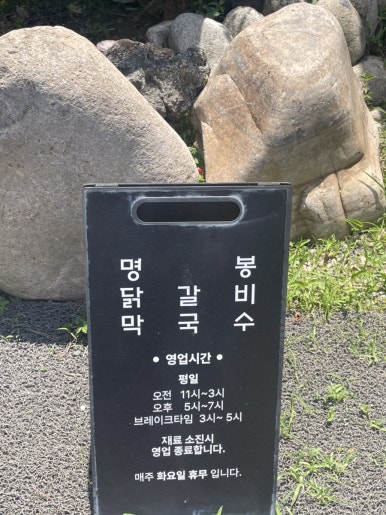 명 봉
닭 갈 비
막 국 수
• 영업시간 •
평일
오전 11시~3시
오후 5시~7시
브레이크타임 3시~ 5시
재료 소진시
영업 종료합니다.
매주 화요일 휴무 입니다.